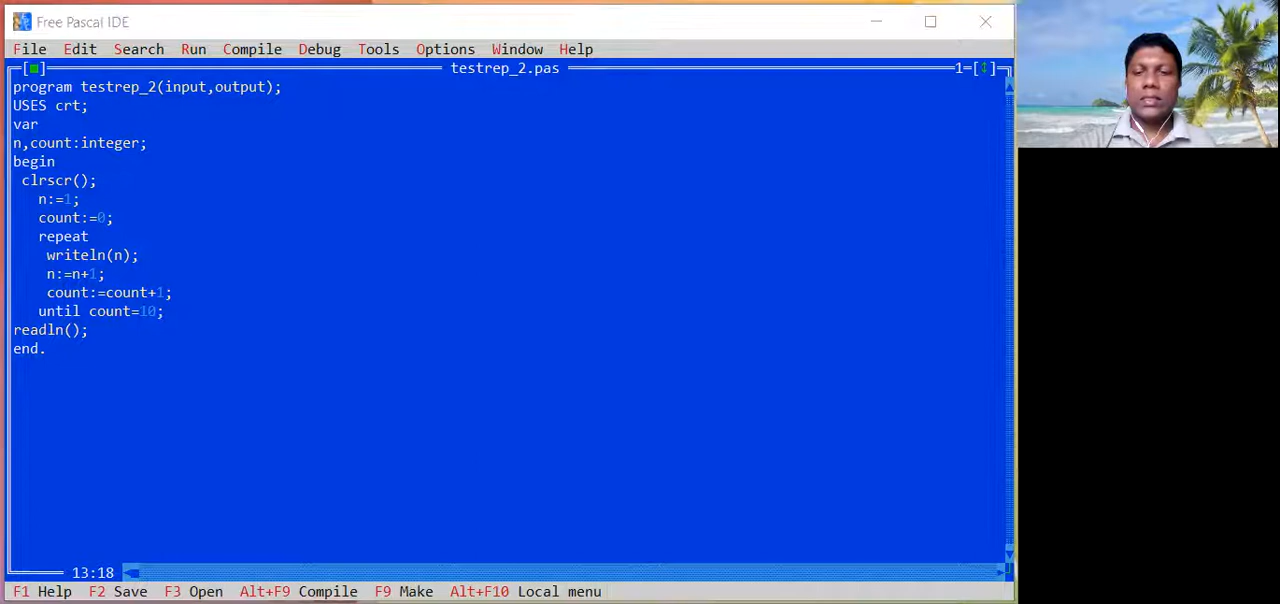 Free Pascal IDE
File Edit Search Run Compile Debug Tools Options Window Help
testrep_2.pas 1
program testrep_2(input,output);
USES crt;
var
n,count:integer;
begin
clrscr();
n:=1;
count:=0;
repeat
writeln(n);
n:=n+1;
count:=count+1;
until count=10;
readln();
end.
13:18
F1 Help F2 Save F3 Open Alt+F9 Compile F9 Make Alt+F10 Local menu